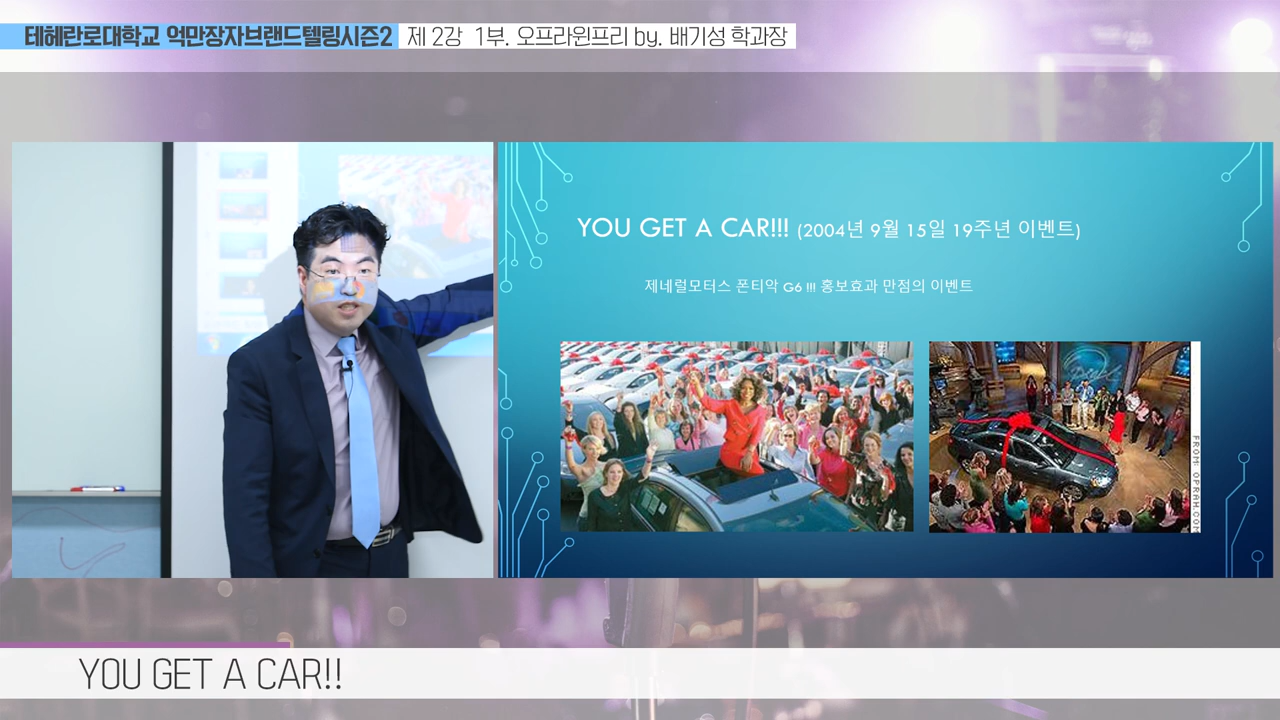 테헤란로대학교 억만장자브랜드텔링시즌2 제 2강 1부. 오프라윈프리 by. 배기성 학과장
YOU GET A CAR!!! (2004년 9월 15일 19주년 이벤트)
제네럴모터스 폰티악 G6 !!! 홍보효과 만점의 이벤트
FROM: OPRAH.COM
YOU GET A CAR!!